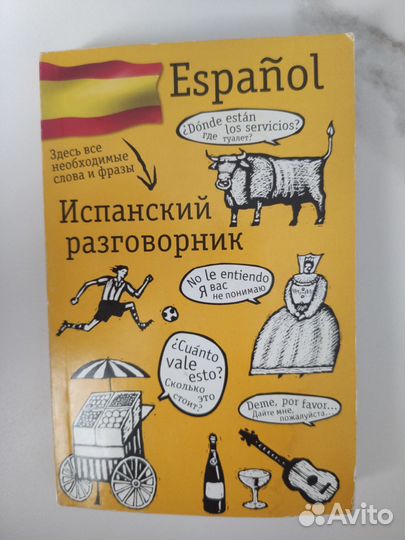 Español
¿Dónde están
los servicios?
где туалет?
Здесь все
необходимые
слова и фразы
Испанский
разговорник
No le entiendo
Я вас
не понимаю
¿Cuánto
vale
esto?
Сколько
это
стоит?
Deme, por favor...
Дайте мне,
пожалуйста...
Avito